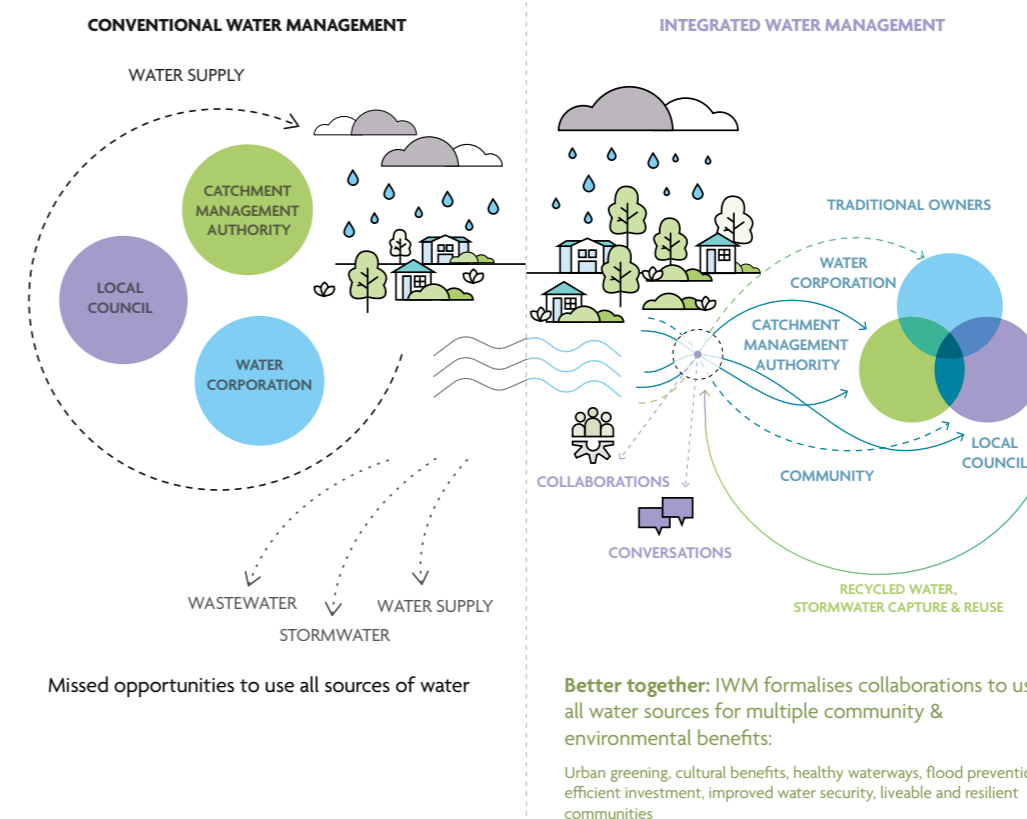 CONVENTIONAL WATER MANAGEMENT
WATER SUPPLY
CATCHMENT
MANAGEMENT
AUTHORITY
LOCAL
COUNCIL
WATER
CORPORATION
WASTEWATER
WATER SUPPLY
STORMWATER
Missed opportunities to use all sources of water
INTEGRATED WATER MANAGEMENT
TRADITIONAL OWNERS
WATER
CORPORATION
CATCHMENT
MANAGEMENT
AUTHORITY
LOCAL
COUNCIL
COMMUNITY
COLLABORATIONS
CONVERSATIONS
RECYCLED WATER,
STORMWATER CAPTURE & REUSE
Better together: IWM formalises collaborations to
all water sources for multiple community &
environmental benefits:
Urban greening, cultural benefits, healthy waterways, flood
efficient investment, improved water security, liveable and resilient
communities